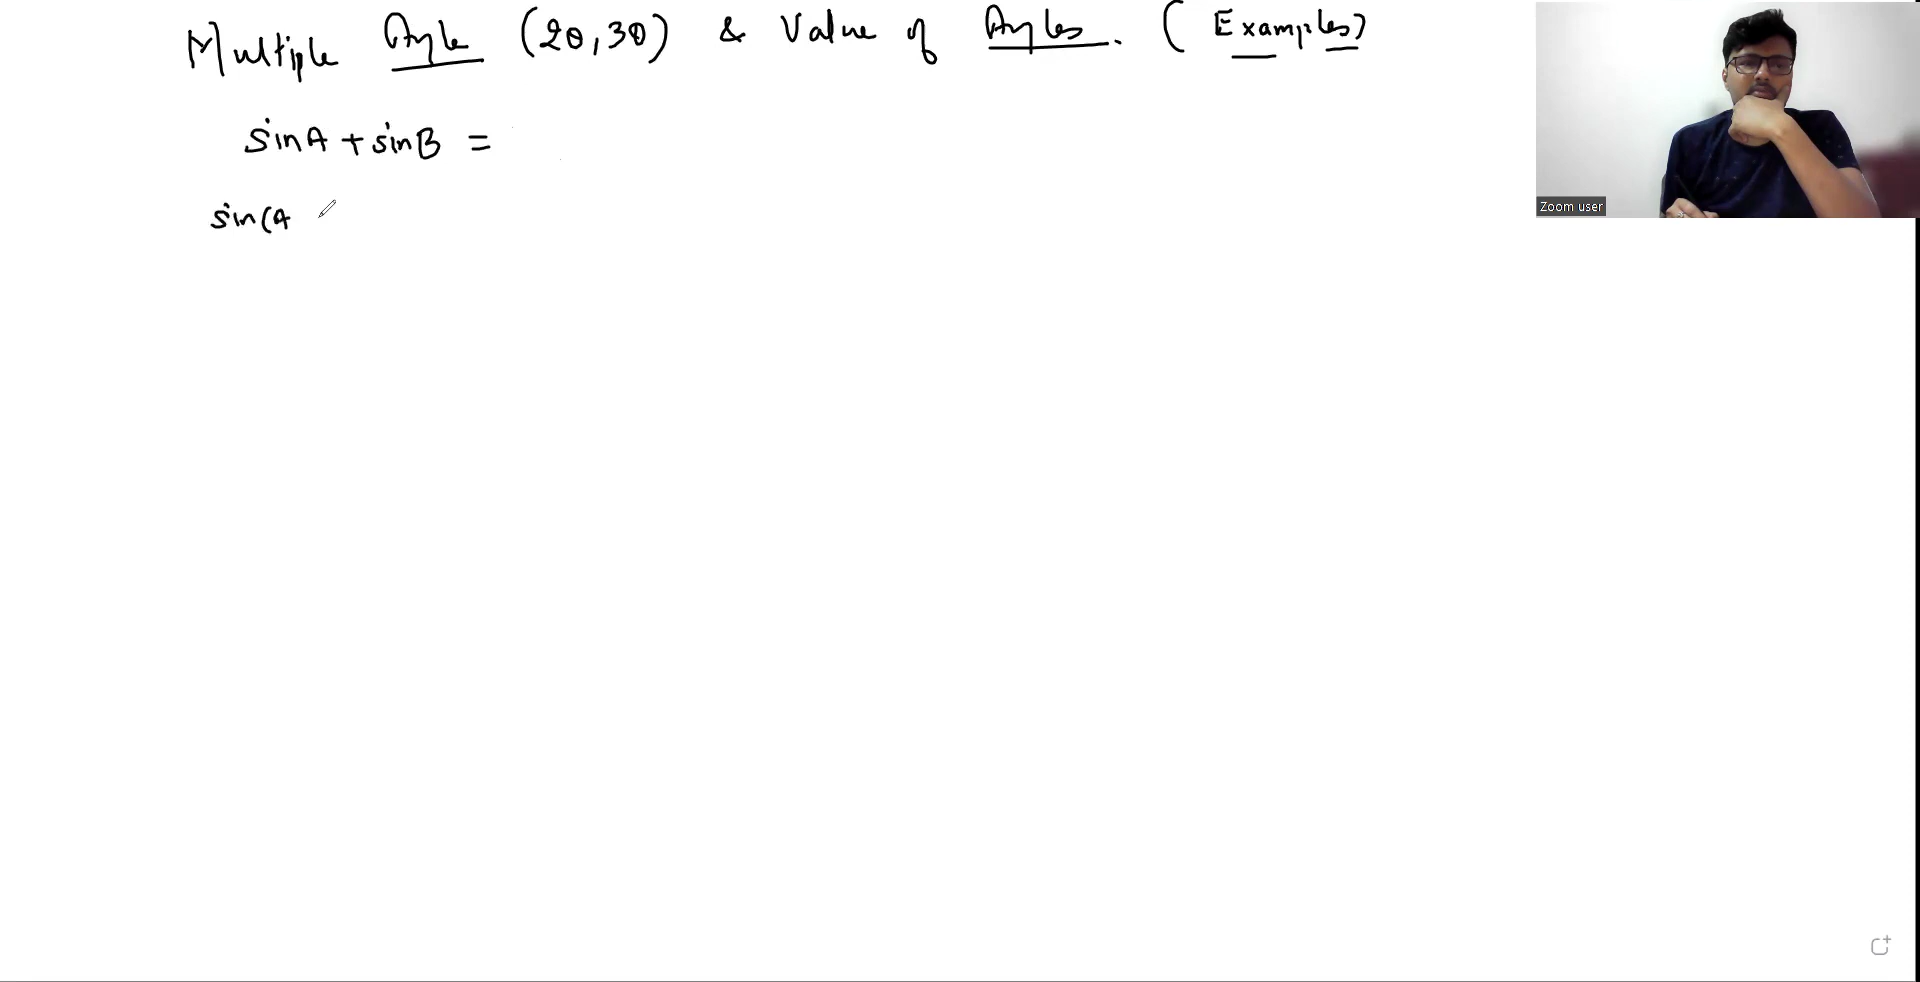 Multiple Angle (2θ, 3θ) & Value of Angles. (Examples)
sinA + sinB =
sin(A
Zoom user